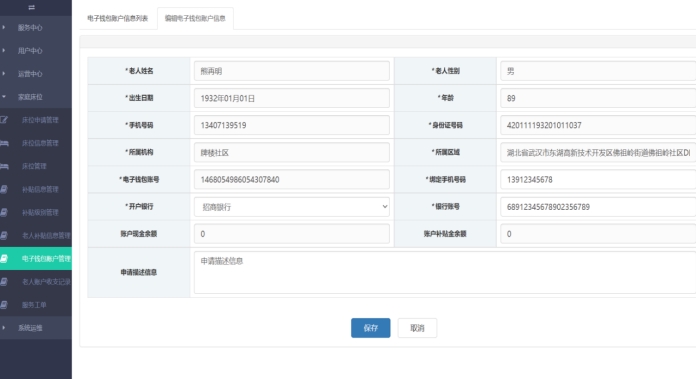 电子钱包账户信息列表 编辑电子钱包账户信息
服务中心
用户中心
运营中心
家庭床位
床位申请管理
床位信息管理
床位管理
补贴信息管理
补贴规则管理
老人补贴信息管理
电子钱包账户管理
老人账户收支记录
服务工单
系统运维
*老人姓名 熊再明 *老人性别 男
*出生日期 1932年01月01日 *年龄 89
*手机号码 13407139519 *身份证号码 420111193201011037
*所属机构 牌楼社区 *所属区域 湖北省武汉市东湖高新技术开发区佛祖岭街道佛祖岭社区DI
*电子钱包账号 1468054986054307840 *绑定手机号码 13912345678
*开户银行 招商银行 *银行账号 68912345678902356789
账户现金余额 0 账户补贴金余额 0
申请描述信息 申请描述信息
保存 取消